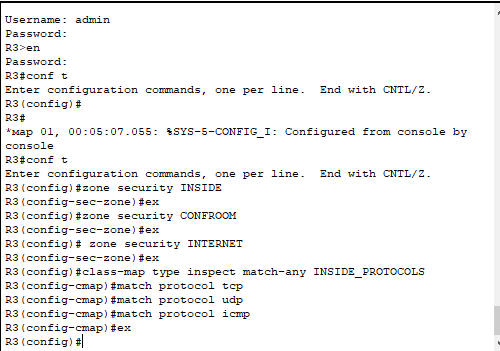 Username: admin
Password:
R3>en
Password:
R3#conf t
Enter configuration commands, one per line.  End with CNTL/Z.
R3(config)#
R3#
*мар 01, 00:05:07.055: %SYS-5-CONFIG_I: Configured from console by
console
R3#conf t
Enter configuration commands, one per line.  End with CNTL/Z.
R3(config)#zone security INSIDE
R3(config-sec-zone)#ex
R3(config)#zone security CONFROOM
R3(config-sec-zone)#ex
R3(config)# zone security INTERNET
R3(config-sec-zone)#ex
R3(config)#class-map type inspect match-any INSIDE_PROTOCOLS
R3(config-cmap)#match protocol tcp
R3(config-cmap)#match protocol udp
R3(config-cmap)#match protocol icmp
R3(config-cmap)#ex
R3(config)#